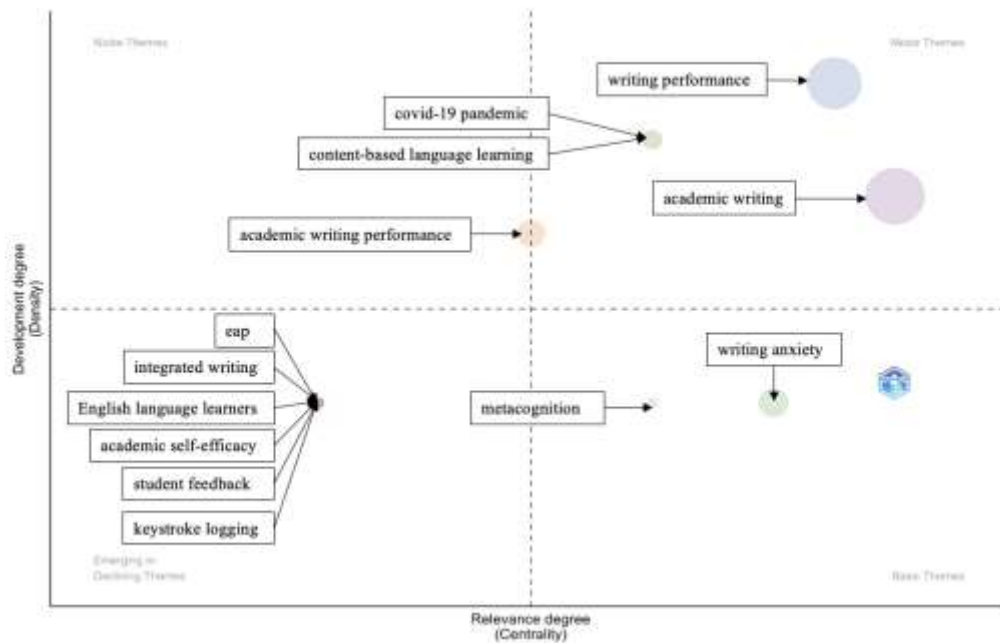 Niche Themes
Motor Themes
writing performance
covid-19 pandemic
content-based language learning
academic writing
academic writing performance
Development degree
(Density)
eap
integrated writing
English language learners
academic self-efficacy
student feedback
keystroke logging
writing anxiety
metacognition
Emerging or
Declining Themes
Basic Themes
Relevance degree
(Centrality)